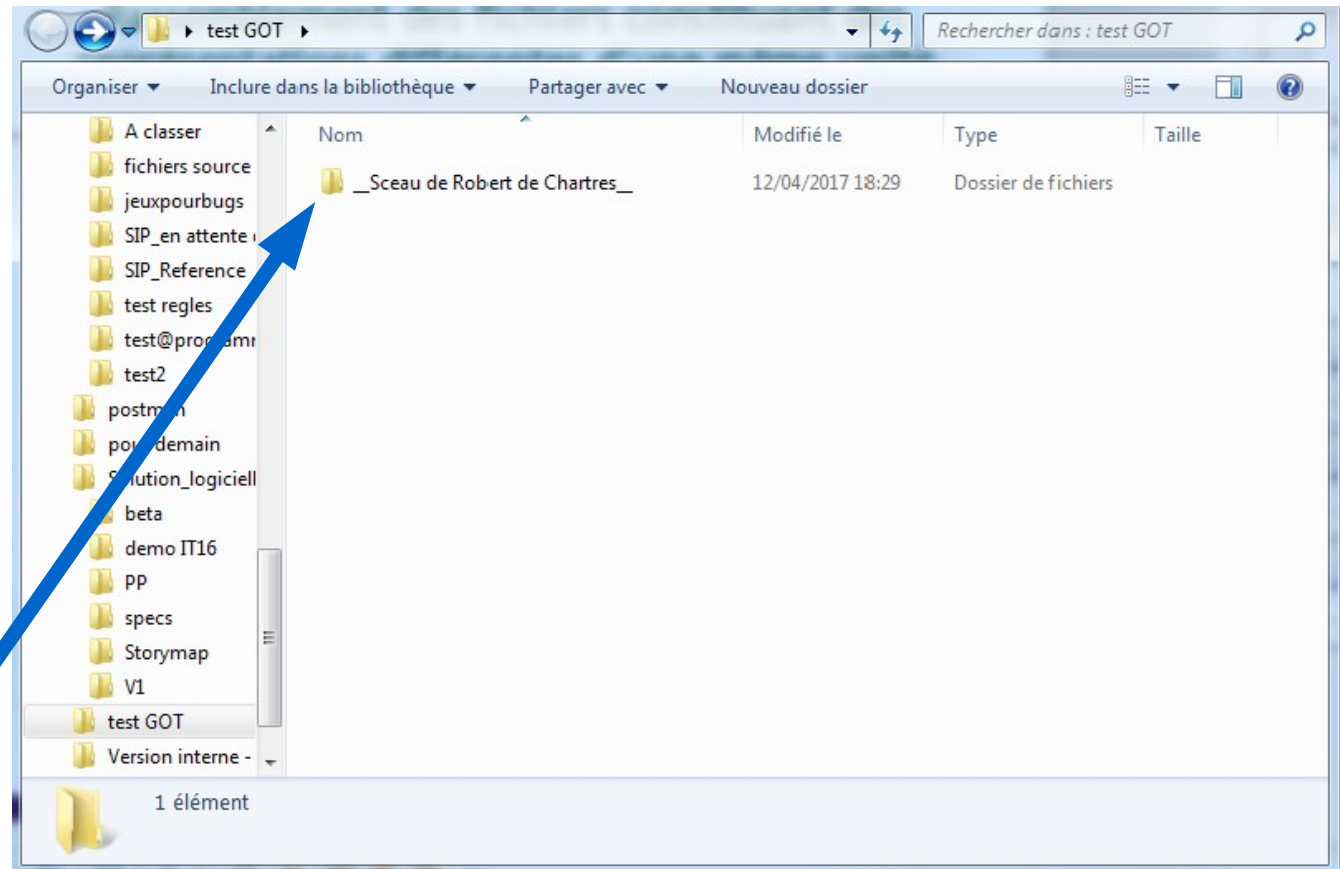 test GOT
Rechercher dans : test GOT
Organiser Inclure dans la bibliothèque Partager avec Nouveau dossier
A classer
fichiers source
jeuxpourbugs
SIP_en attente
SIP_Reference
test regles
test2
beta
demo IT16
PP
specs
Storymap
V1
test GOT
Version interne -
Nom Modifié le Type Taille
__Sceau de Robert de Chartres__ 12/04/2017 18:29 Dossier de fichiers
1 élément